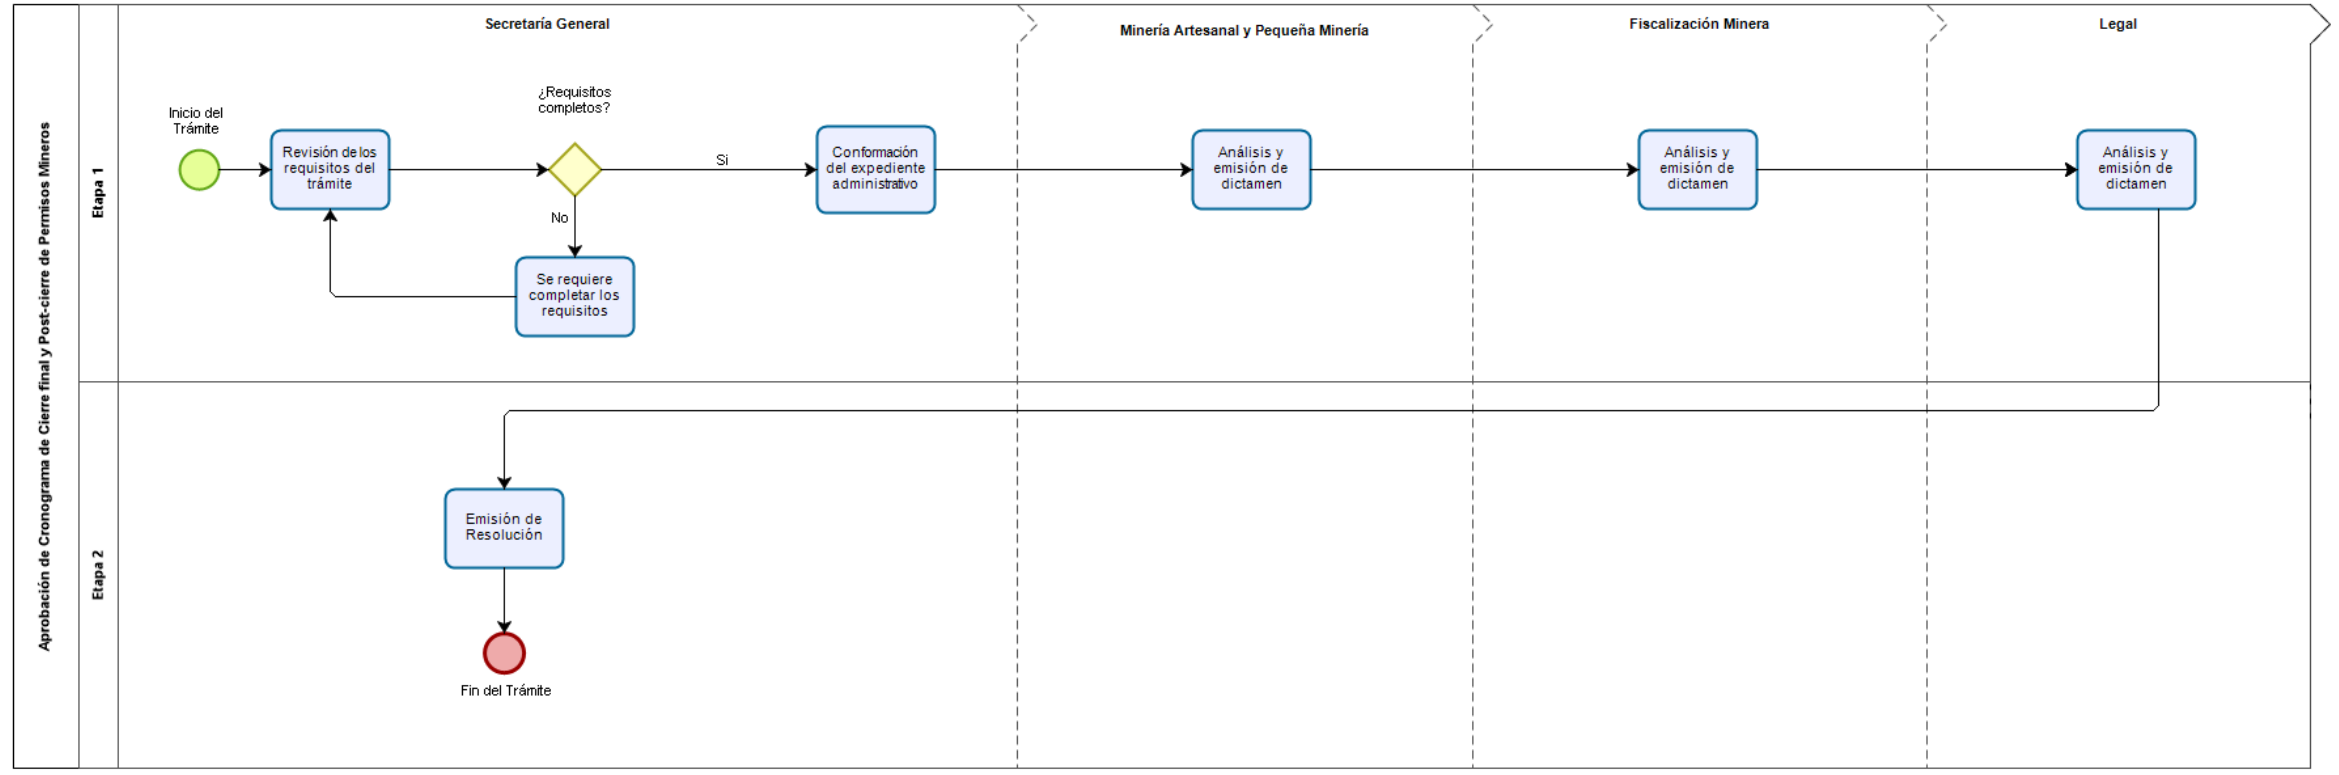 Aprobación de Cronograma de Cierre final y Post-cierre de Permisos Mineros
Secretaría General
Minería Artesanal y Pequeña Minería
Fiscalización Minera
Legal
Etapa 1
Inicio del
Trámite
Revisión de los
requisitos del
trámite
¿Requisitos
completos?
Si
No
Se requiere
completar los
requisitos
Conformación
del expediente
administrativo
Análisis y
emisión de
dictamen
Análisis y
emisión de
dictamen
Análisis y
emisión de
dictamen
Etapa 2
Emisión de
Resolución
Fin del Trámite